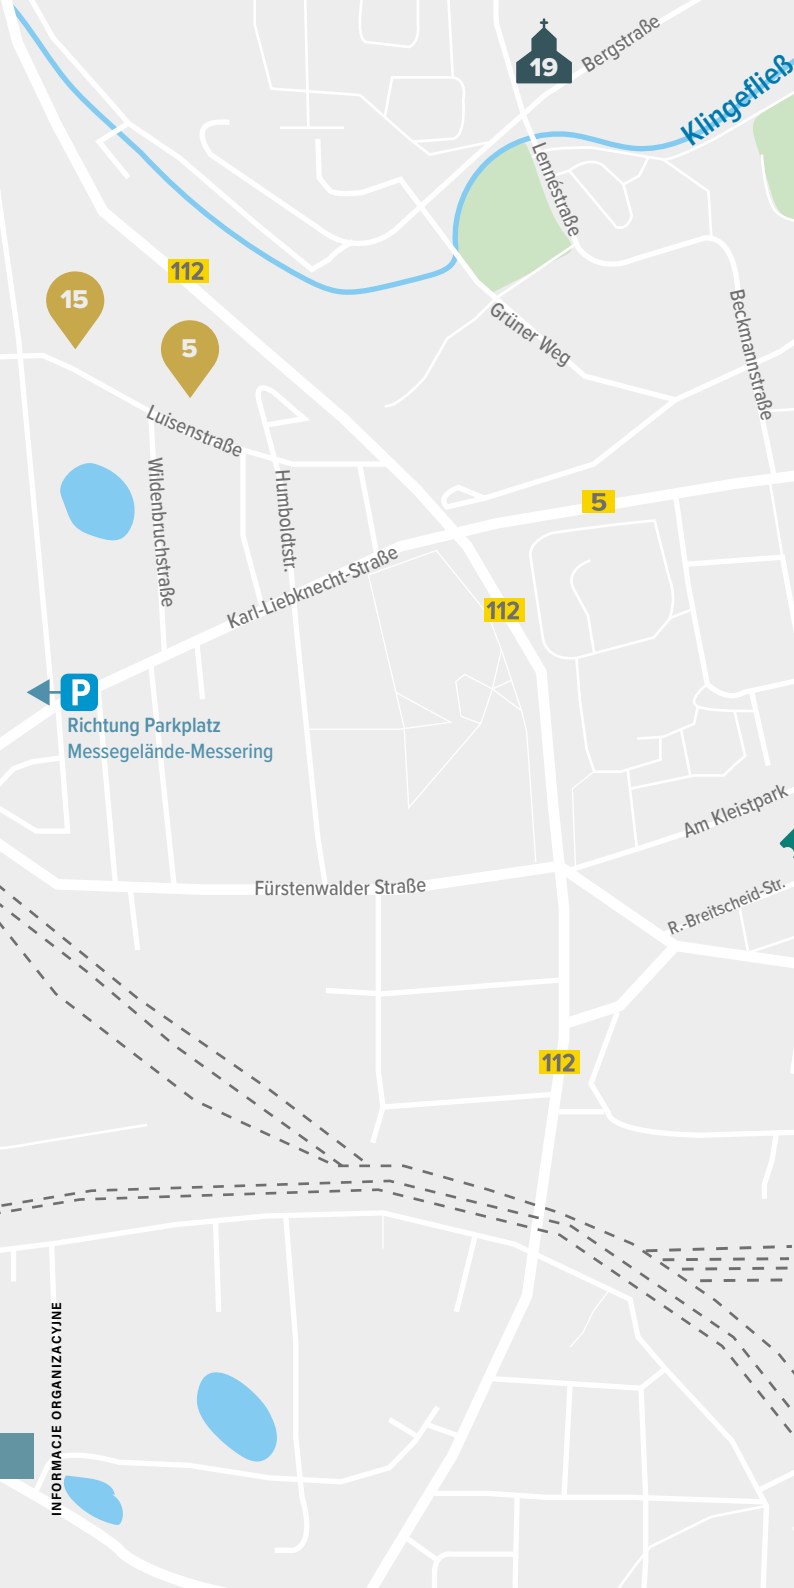 19
Bergstraße
Klingefließ
Lennéstraße
112
15
5
Grüner Weg
Beckmannstraße
Luisenstraße
Wildenbruchstraße
Humboldtstr.
5
Karl-Liebknecht-Straße
112
P
Richtung Parkplatz
Messegelände-Messering
Am Kleistpark
Fürstenwalder Straße
R.-Breitscheid-Str.
112
INFORMACJE ORGANIZACYJNE